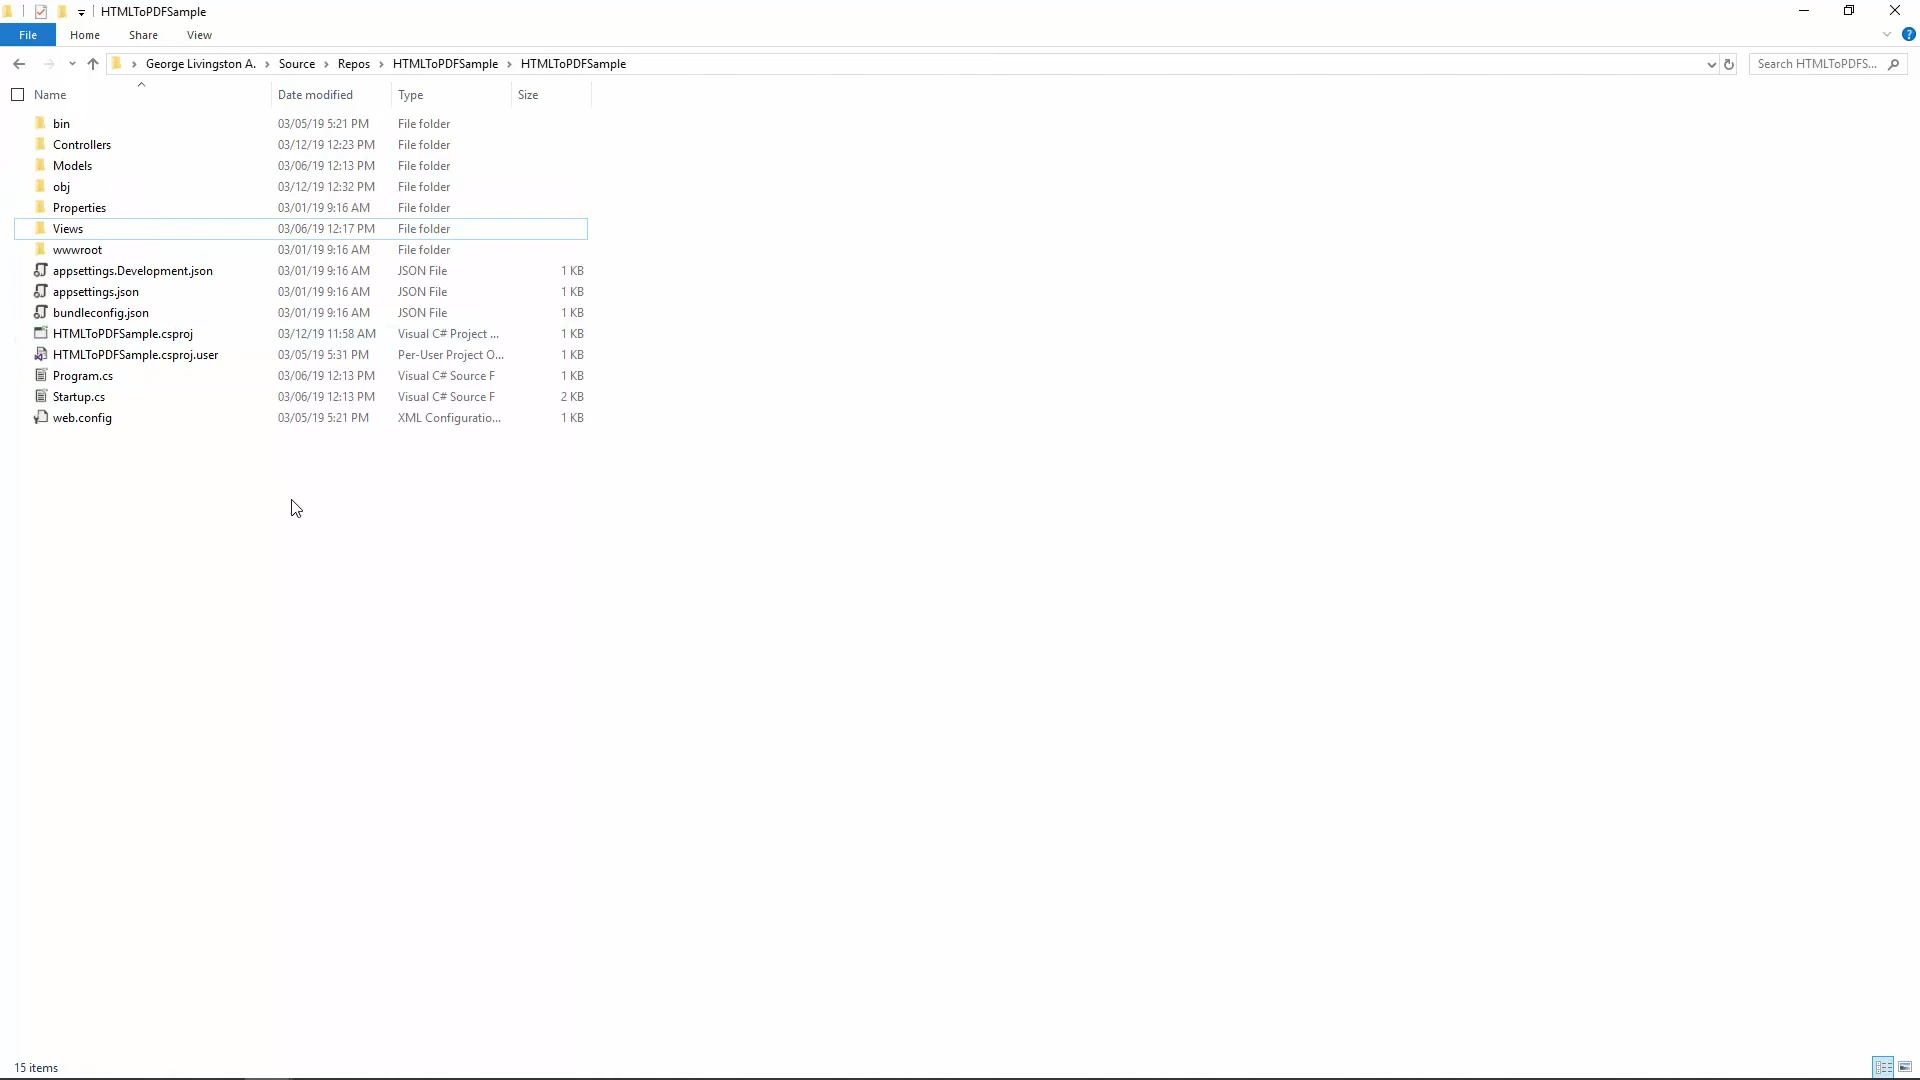 HTMLToPDFSample
File Home Share View
George Livingston A. Source Repos HTMLToPDFSample HTMLToPDFSample Search HTMLToPDFS...
Name Date modified Type Size
bin 03/05/19 5:21 PM File folder
Controllers 03/12/19 12:23 PM File folder
Models 03/06/19 12:13 PM File folder
obj 03/12/19 12:32 PM File folder
Properties 03/01/19 9:16 AM File folder
Views 03/06/19 12:17 PM File folder
wwwroot 03/01/19 9:16 AM File folder
appsettings.Development.json 03/01/19 9:16 AM JSON File 1 KB
appsettings.json 03/01/19 9:16 AM JSON File 1 KB
bundleconfig.json 03/01/19 9:16 AM JSON File 1 KB
HTMLToPDFSample.csproj 03/12/19 11:58 AM Visual C# Project ... 1 KB
HTMLToPDFSample.csproj.user 03/05/19 5:31 PM Per-User Project O... 1 KB
Program.cs 03/06/19 12:13 PM Visual C# Source F 1 KB
Startup.cs 03/06/19 12:13 PM Visual C# Source F 2 KB
web.config 03/05/19 5:21 PM XML Configuratio... 1 KB
15 items